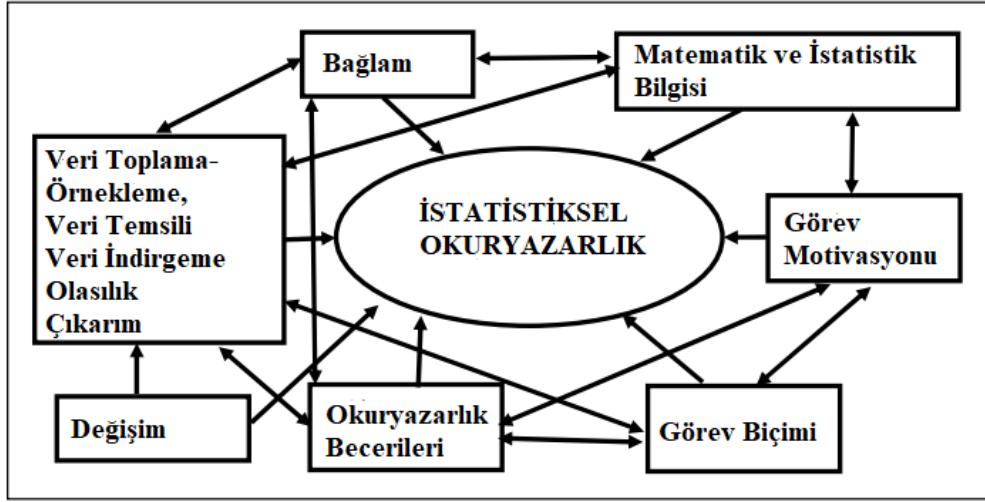 Bağlam
Matematik ve İstatistik
Bilgisi
Veri Toplama-
Örnekleme,
Veri Temsili
Veri İndirgeme
Olasılık
Çıkarım
İSTATİSTİKSEL
OKURYAZARLIK
Görev
Motivasyonu
Değişim
Okuryazarlık
Becerileri
Görev Biçimi